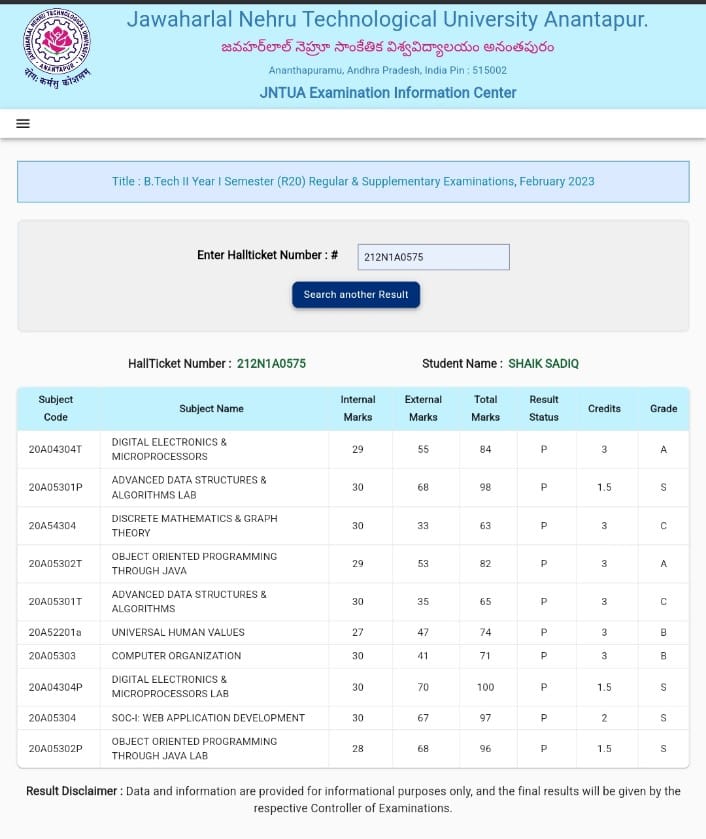 Jawaharlal Nehru Technological University Anantapur.
జవహర్‌లాల్ నెహ్రూ సాంకేతిక విశ్వవిద్యాలయం అనంతపురం
Ananthapuramu, Andhra Pradesh, India Pin : 515002
JNTUA Examination Information Center
JAWAHARLAL NEHRU TECHNOLOGICAL UNIVERSITY
ANANTAPUR
योगः कर्मसु कौशलम्
Title : B.Tech II Year I Semester (R20) Regular & Supplementary Examinations, February 2023
Enter Hallticket Number : # 212N1A0575
Search another Result
HallTicket Number : 212N1A0575 Student Name : SHAIK SADIQ
Subject Code Subject Name Internal Marks External Marks Total Marks Result Status Credits Grade
20A04304T DIGITAL ELECTRONICS & MICROPROCESSORS 29 55 84 P 3 A
20A05301P ADVANCED DATA STRUCTURES & ALGORITHMS LAB 30 68 98 P 1.5 S
20A54304 DISCRETE MATHEMATICS & GRAPH THEORY 30 33 63 P 3 C
20A05302T OBJECT ORIENTED PROGRAMMING THROUGH JAVA 29 53 82 P 3 A
20A05301T ADVANCED DATA STRUCTURES & ALGORITHMS 30 35 65 P 3 C
20A52201a UNIVERSAL HUMAN VALUES 27 47 74 P 3 B
20A05303 COMPUTER ORGANIZATION 30 41 71 P 3 B
20A04304P DIGITAL ELECTRONICS & MICROPROCESSORS LAB 30 70 100 P 1.5 S
20A05304 SOC-I: WEB APPLICATION DEVELOPMENT 30 67 97 P 2 S
20A05302P OBJECT ORIENTED PROGRAMMING THROUGH JAVA LAB 28 68 96 P 1.5 S
Result Disclaimer : Data and information are provided for informational purposes only, and the final results will be given by the
respective Controller of Examinations.